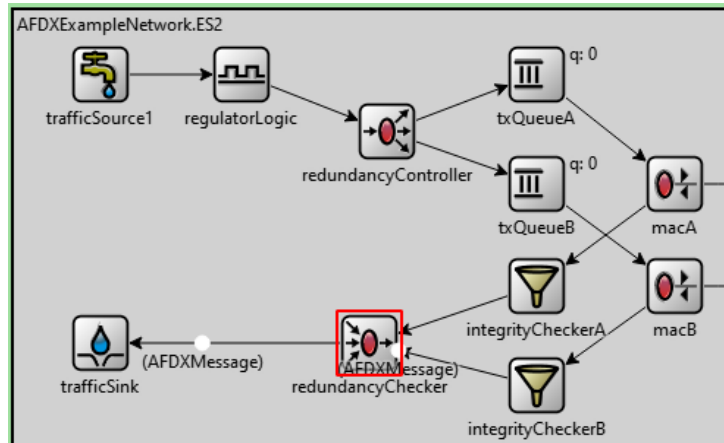 AFDXExampleNetwork.ES2
q: 0
trafficSource1
regulatorLogic
txQueueA
redundancyController
q: 0
txQueueB
macA
integrityCheckerA
macB
(AFDXMessage)
(AFDXMessage)
trafficSink
redundancyChecker
integrityCheckerB